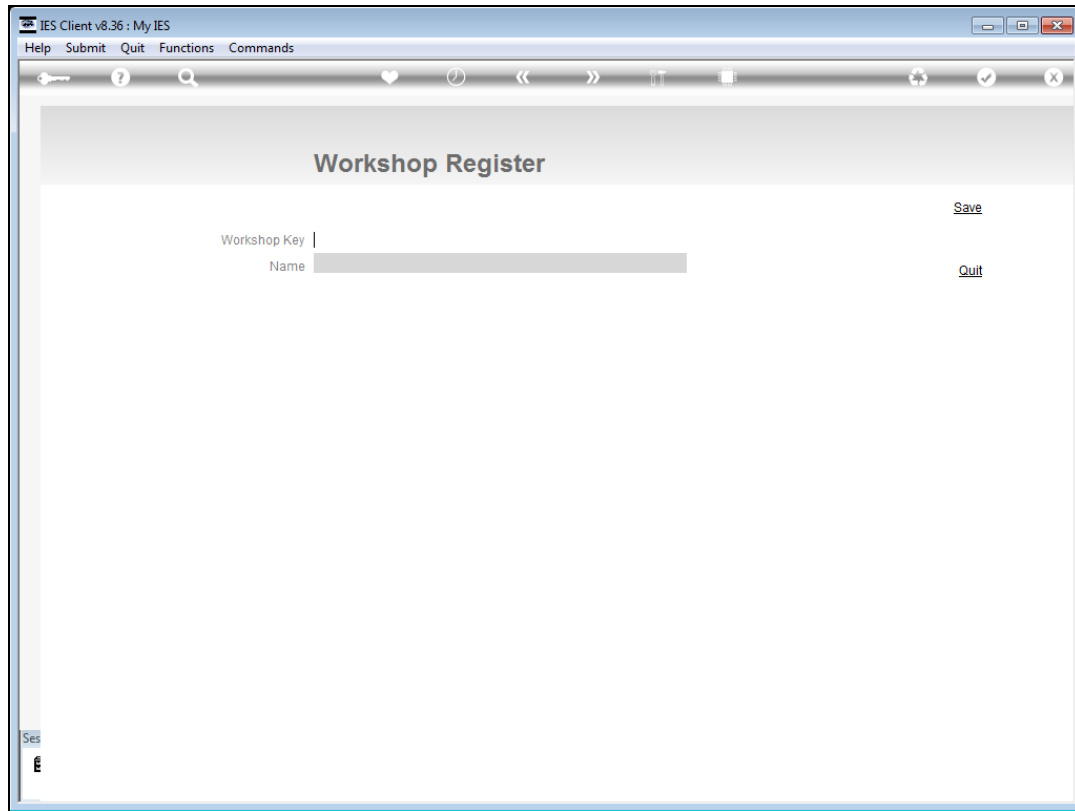 IES Client v8.36 : My IES
Help Submit Quit Functions Commands
Workshop Register
Save
Workshop Key
Name
Quit
Ses